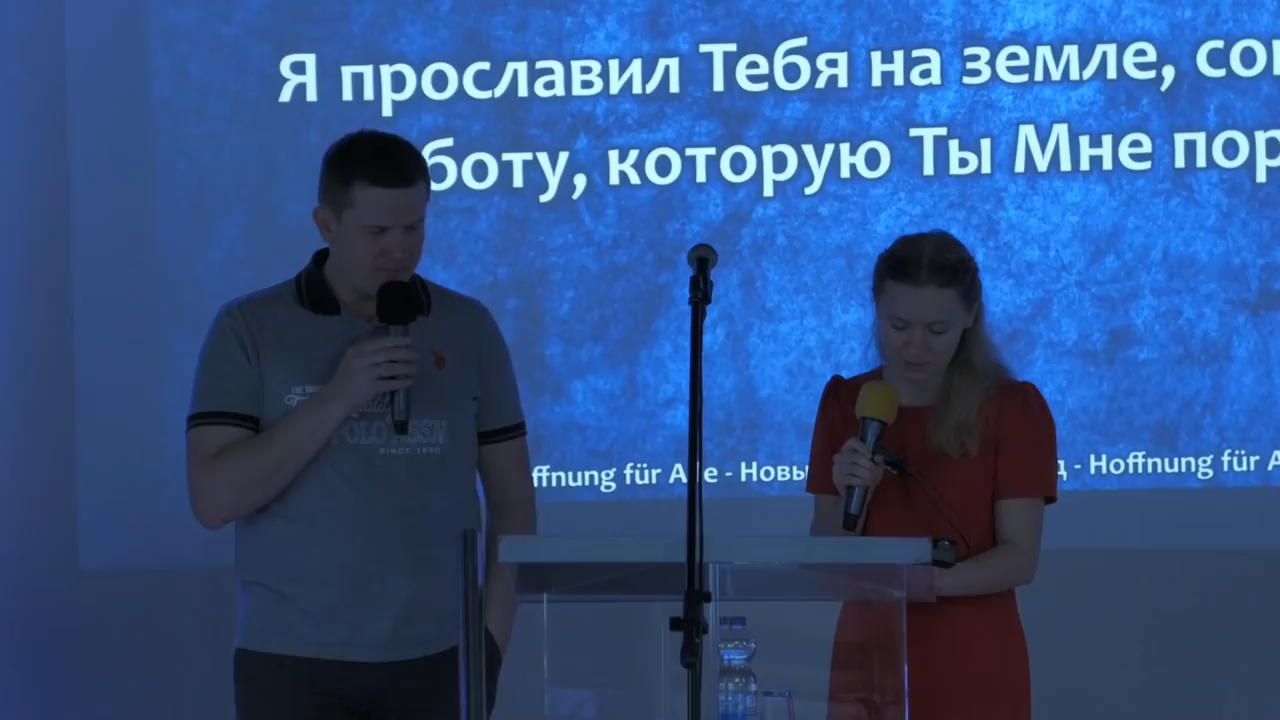 Я прославил Тебя на земле, сов
боту, которую Ты Мне пор
ffnung für Alle - Новы д - Hoffnung für A
POLO ASSN
SINCE 1890